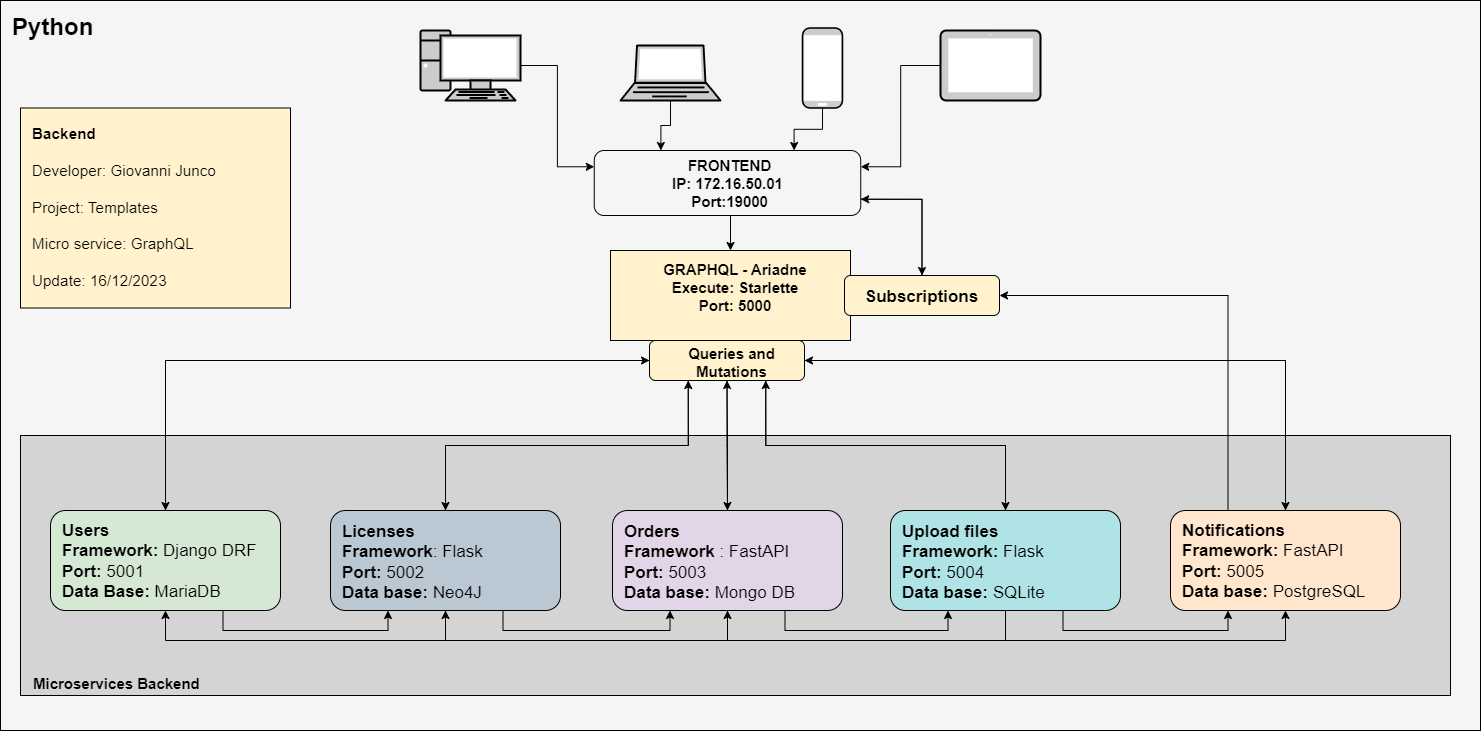 Python
Backend
Developer: Giovanni Junco
Project: Templates
Micro service: GraphQL
Update: 16/12/2023
FRONTEND
IP: 172.16.50.01
Port:19000
GRAPHQL - Ariadne
Execute: Starlette
Port: 5000
Subscriptions
Queries and
Mutations
Users
Framework: Django DRF
Port: 5001
Data Base: MariaDB
Licenses
Framework: Flask
Port: 5002
Data base: Neo4J
Orders
Framework : FastAPI
Port: 5003
Data base: Mongo DB
Upload files
Framework: Flask
Port: 5004
Data base: SQLite
Notifications
Framework: FastAPI
Port: 5005
Data base: PostgreSQL
Microservices Backend